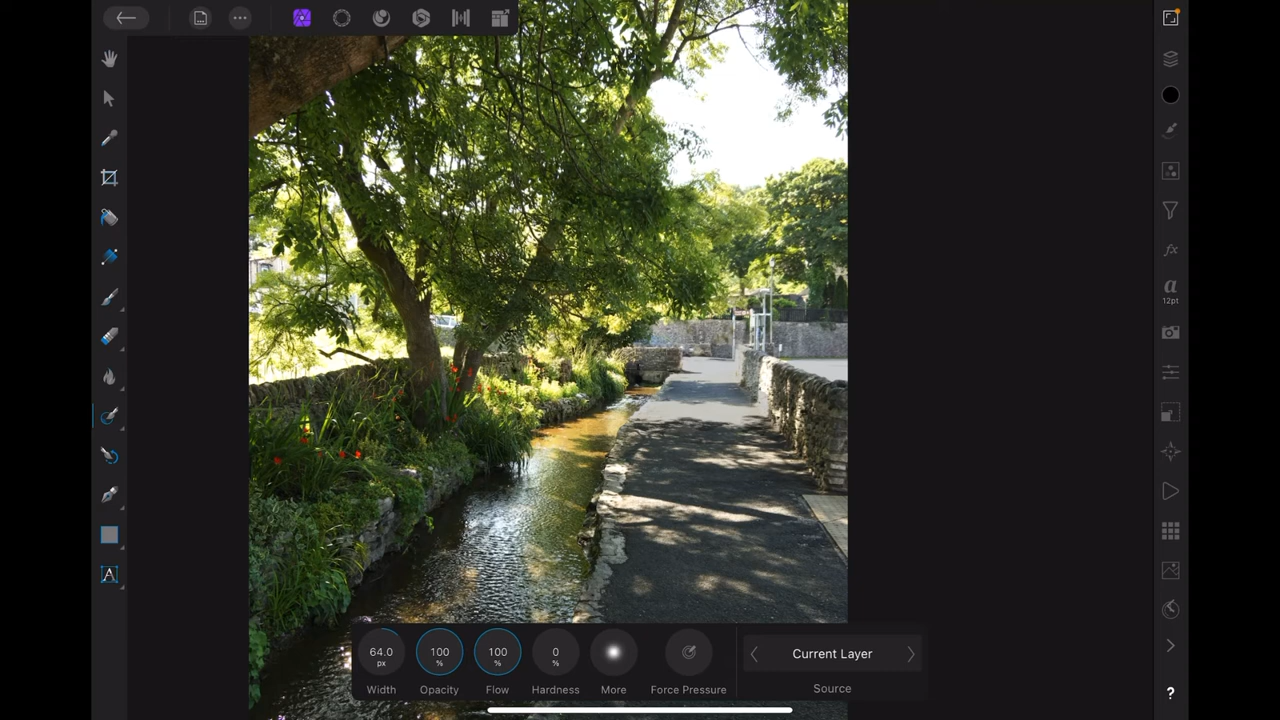 12pt
A
64.0 px
100 %
100 %
0 %
Current Layer
Width
Opacity
Flow
Hardness
More
Force Pressure
Source
?